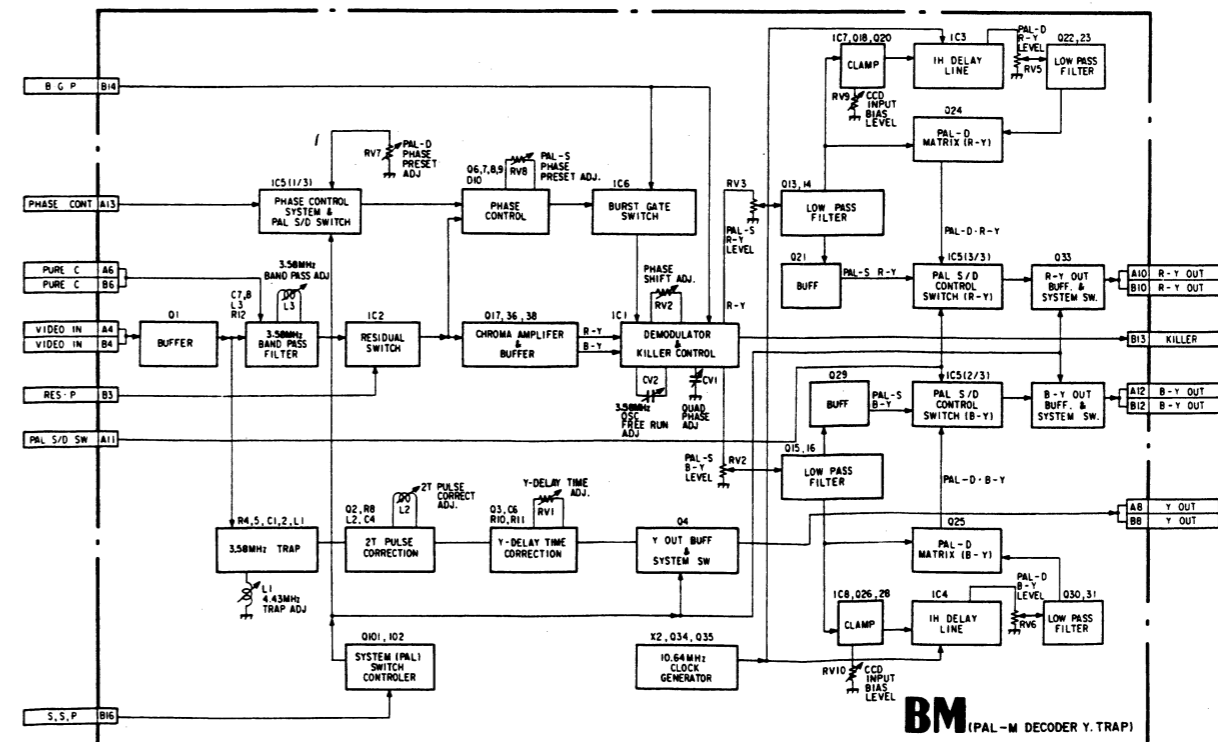 IC7, Q18, Q20
IC3
PAL-D
R-Y
LEVEL
Q22, 23
CLAMP
1H DELAY
LINE
RV5
LOW PASS
FILTER
B G P B14
RV9
CCD
INPUT
BIAS
LEVEL
Q24
PAL-D
MATRIX (R-Y)
RV7
PAL-D
PHASE
PRESET
ADJ
Q6,7,8,9
D10
RV8
PAL-S
PHASE
PRESET ADJ.
IC5(1/3)
IC6
RV3
Q13, 14
PHASE CONT A13
PHASE CONTROL
SYSTEM &
PAL S/D SWITCH
PHASE
CONTROL
BURST GATE
SWITCH
LOW PASS
FILTER
PAL-S
R-Y
LEVEL
PAL-D·R-Y
3.58MHz
BAND PASS ADJ
PURE C A6
PURE C B6
C7,8
L3
R12
L3
PHASE
SHIFT ADJ.
RV2
R-Y
Q21
BUFF
PAL-S R-Y
IC5(3/3)
PAL S/D
CONTROL
SWITCH (R-Y)
Q33
R-Y OUT
BUFF. &
SYSTEM SW.
A10 R-Y OUT
B10 R-Y OUT
VIDEO IN A4
VIDEO IN B4
Q1
BUFFER
3.58MHz
BAND PASS
FILTER
IC2
RESIDUAL
SWITCH
Q17, 36, 38
CHROMA AMPLIFER
&
BUFFER
R-Y
B-Y
IC1
DEMODULATOR
&
KILLER CONTROL
B13 KILLER
CV2
CV1
3.58MHz
OSC
FREE RUN
ADJ
QUAD
PHASE
ADJ
RES-P B3
Q29
BUFF
PAL-S
B-Y
IC5(2/3)
PAL S/D
CONTROL
SWITCH (B-Y)
B-Y OUT
BUFF. &
SYSTEM SW.
A12 B-Y OUT
B12 B-Y OUT
PAL S/D SW A11
PAL-S
B-Y
LEVEL
RV2
Q15, 16
LOW PASS
FILTER
PAL-D·B-Y
R4,5, C1,2, L1
3.58MHz TRAP
Q2, R8
L2, C4
L2
2T PULSE
CORRECT
ADJ.
2T PULSE
CORRECTION
Q3, C6
R10, R11
Y-DELAY TIME
ADJ.
RV1
Y-DELAY TIME
CORRECTION
Q4
Y OUT BUFF
&
SYSTEM SW
A8 Y OUT
B8 Y OUT
Q25
PAL-D
MATRIX (B-Y)
L1
4.43MHz
TRAP ADJ
IC8, Q26, 28
CLAMP
IC4
1H DELAY
LINE
PAL-D
B-Y
LEVEL
RV6
Q30, 31
LOW PASS
FILTER
Q101, 102
SYSTEM (PAL)
SWITCH
CONTROLER
X2, Q34, Q35
10.64MHz
CLOCK
GENERATOR
RV10
CCD
INPUT
BIAS
LEVEL
S, S, P B16
BM (PAL-M DECODER Y. TRAP)